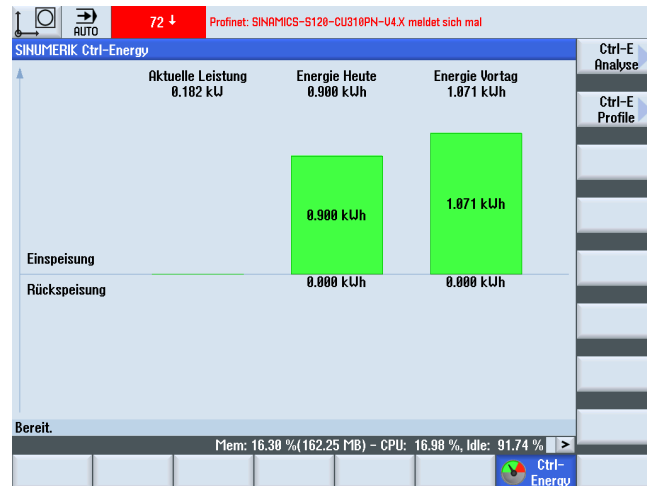 AUTO
72 ↓
Profinet: SINAMICS-S120-CU310PN-V4.X meldet sich mal
SINUMERIK Ctrl-Energy
Ctrl-E
Analyse
Ctrl-E
Profile
Aktuelle Leistung
0.182 kW
Energie Heute
0.900 kWh
Energie Vortag
1.071 kWh
0.900 kWh
1.071 kWh
Einspeisung
Rückspeisung
0.000 kWh
0.000 kWh
Bereit.
Mem: 16.30 %(162.25 MB) - CPU: 16.98 %, Idle: 91.74 % >
Ctrl-
Energy